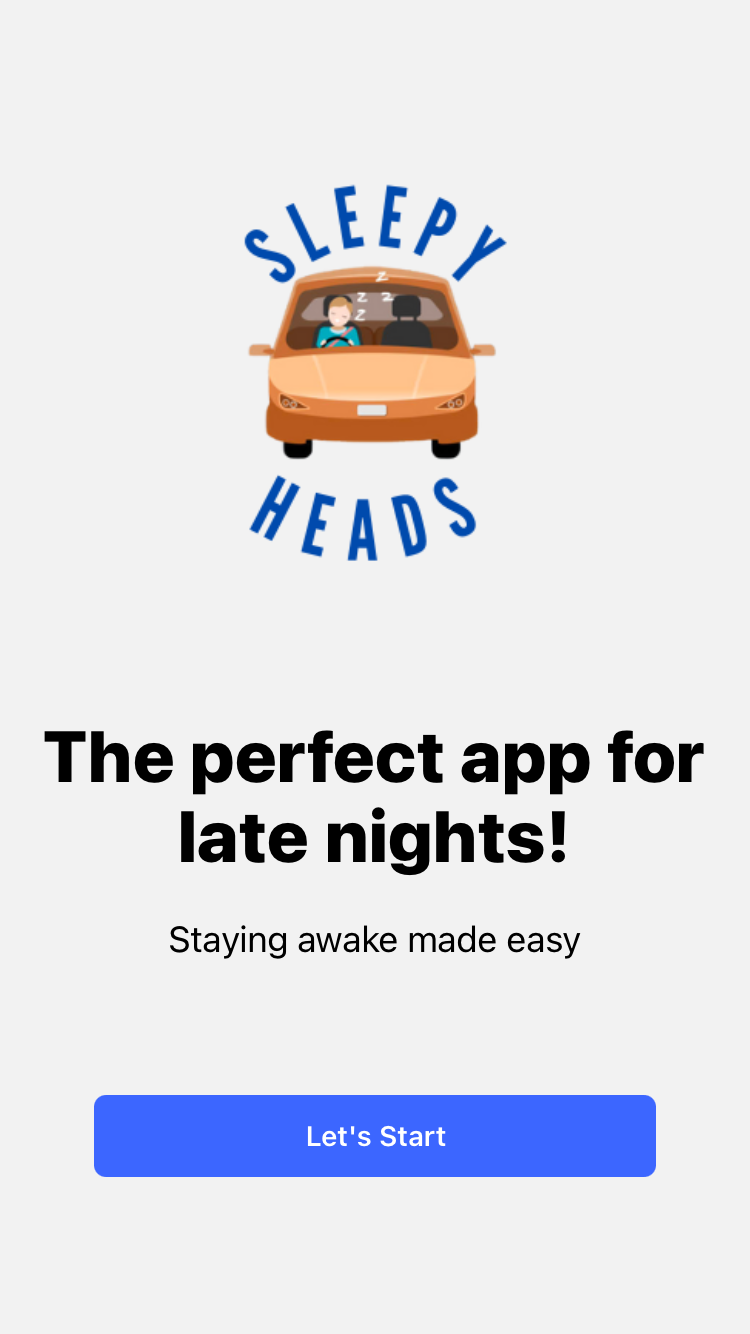 SLEEPY
z
z z
z
HEADS
The perfect app for
late nights!
Staying awake made easy
Let's Start